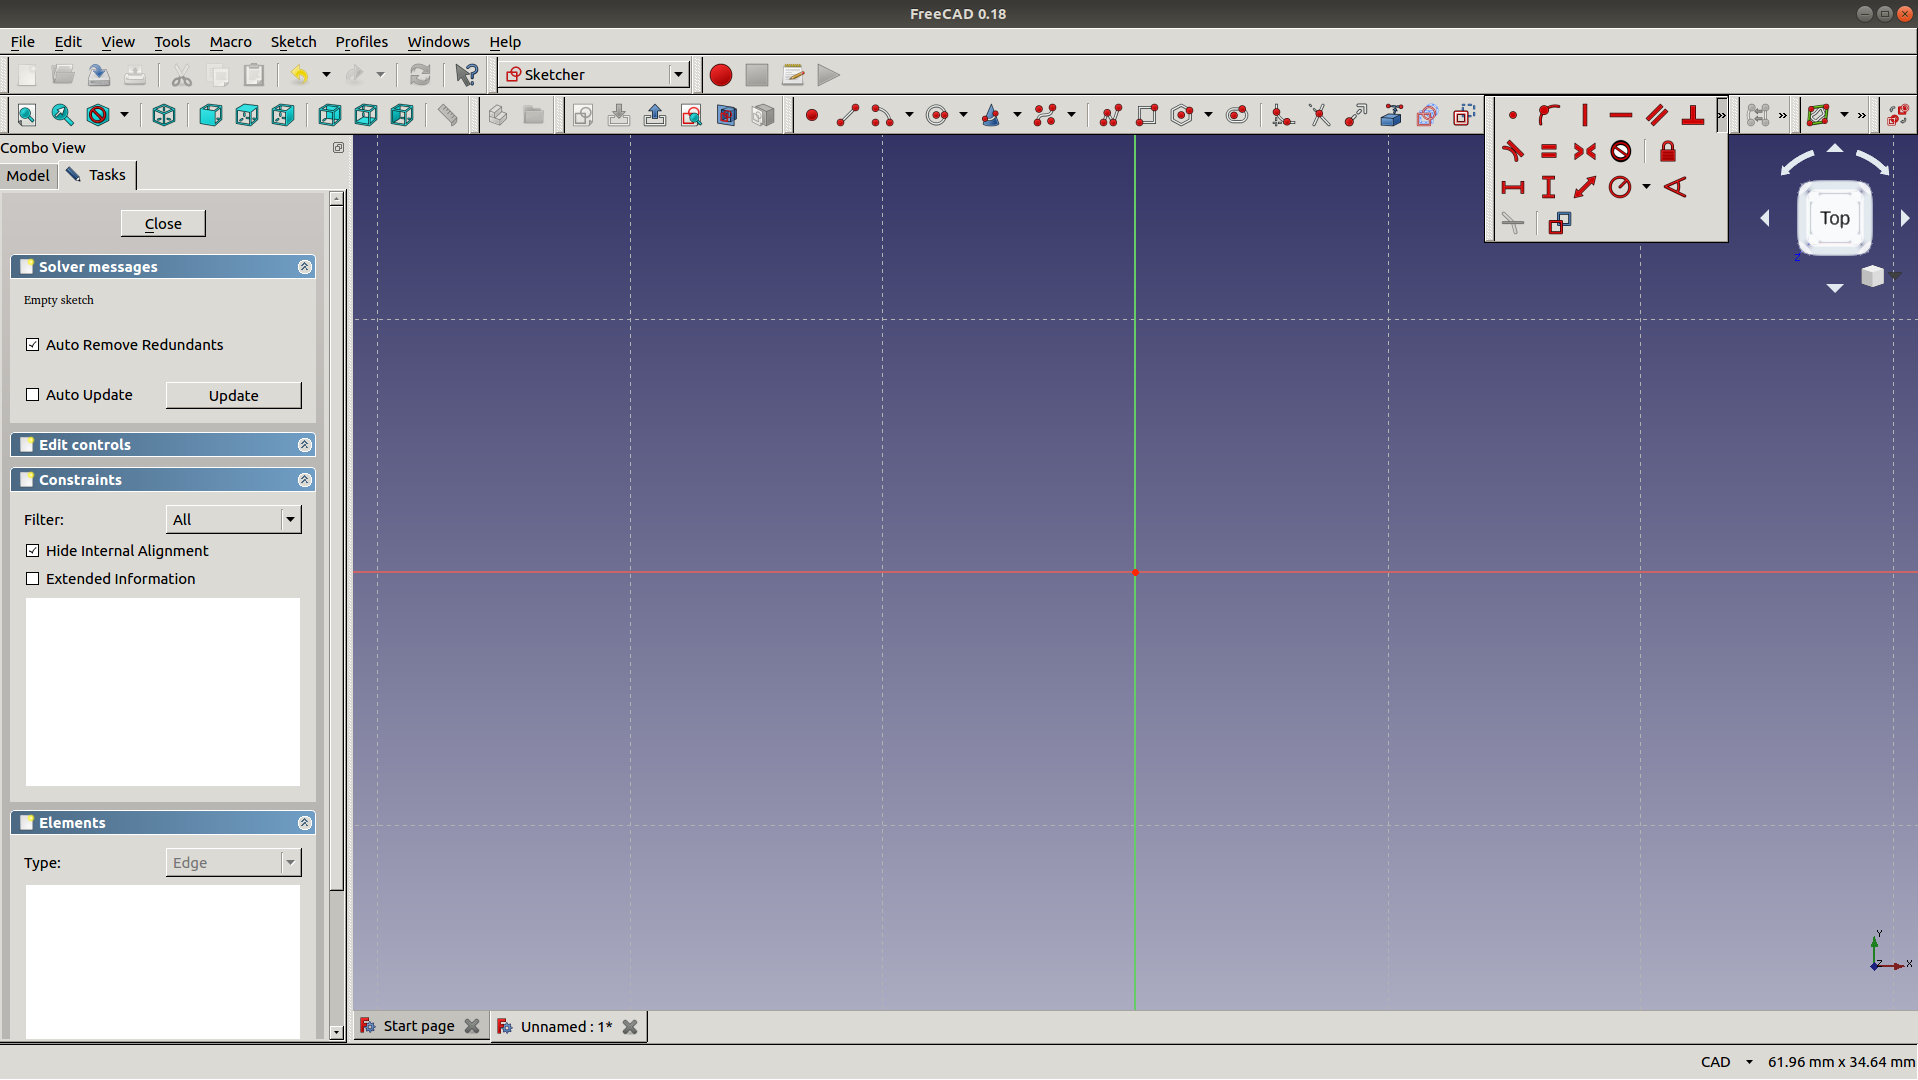 FreeCAD 0.18
File Edit View Tools Macro Sketch Profiles Windows Help
Sketcher
Combo View
Model Tasks
Close
Solver messages
Empty sketch
Auto Remove Redundants
Auto Update Update
Edit controls
Constraints
Filter: All
Hide Internal Alignment
Extended Information
Elements
Type: Edge
Top
Z
Y
Z X
Start page Unnamed : 1*
CAD 61.96 mm x 34.64 mm